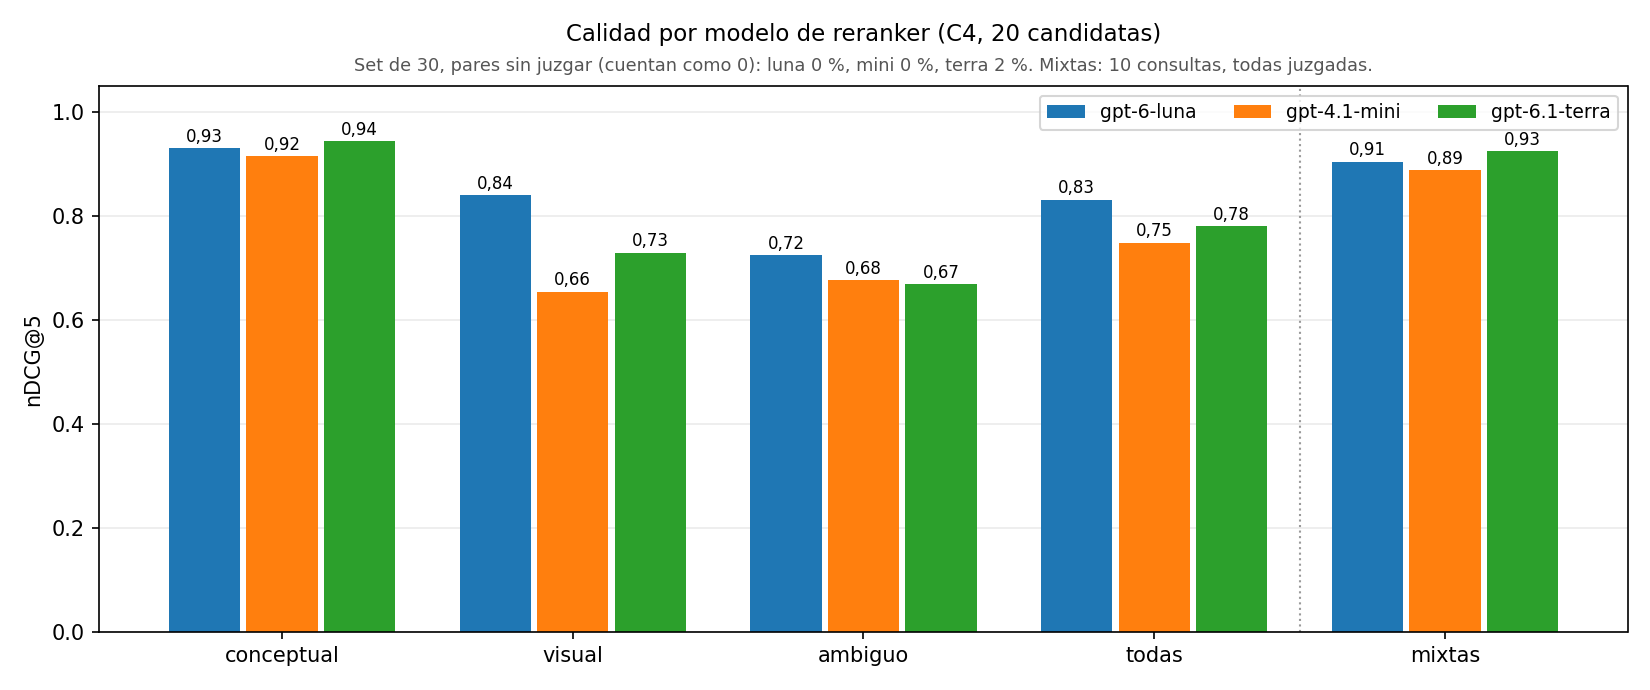 Calidad por modelo de reranker (C4, 20 candidatas)
Set de 30, pares sin juzgar (cuentan como 0): luna 0 %, mini 0 %, terra 2 %. Mixtas: 10 consultas, todas juzgadas.
gpt-6-luna gpt-4.1-mini gpt-6.1-terra
nDCG@5
1.0
0.8
0.6
0.4
0.2
0.0
0,93 0,92 0,94
0,84 0,66 0,73
0,72 0,68 0,67
0,83 0,75 0,78
0,91 0,89 0,93
conceptual visual ambiguo todas mixtas